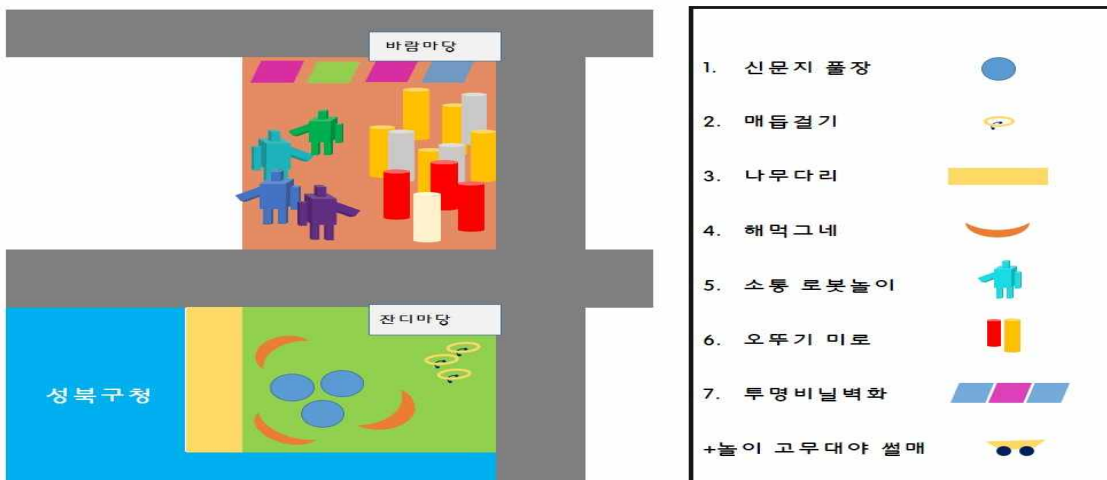 바람마당
잔디마당
성북구청
1. 신문지 풀장
2. 매듭걸기
3. 나무다리
4. 해먹그네
5. 소통 로봇놀이
6. 오뚜기 미로
7. 투명비닐벽화
+놀이 고무대야 썰매